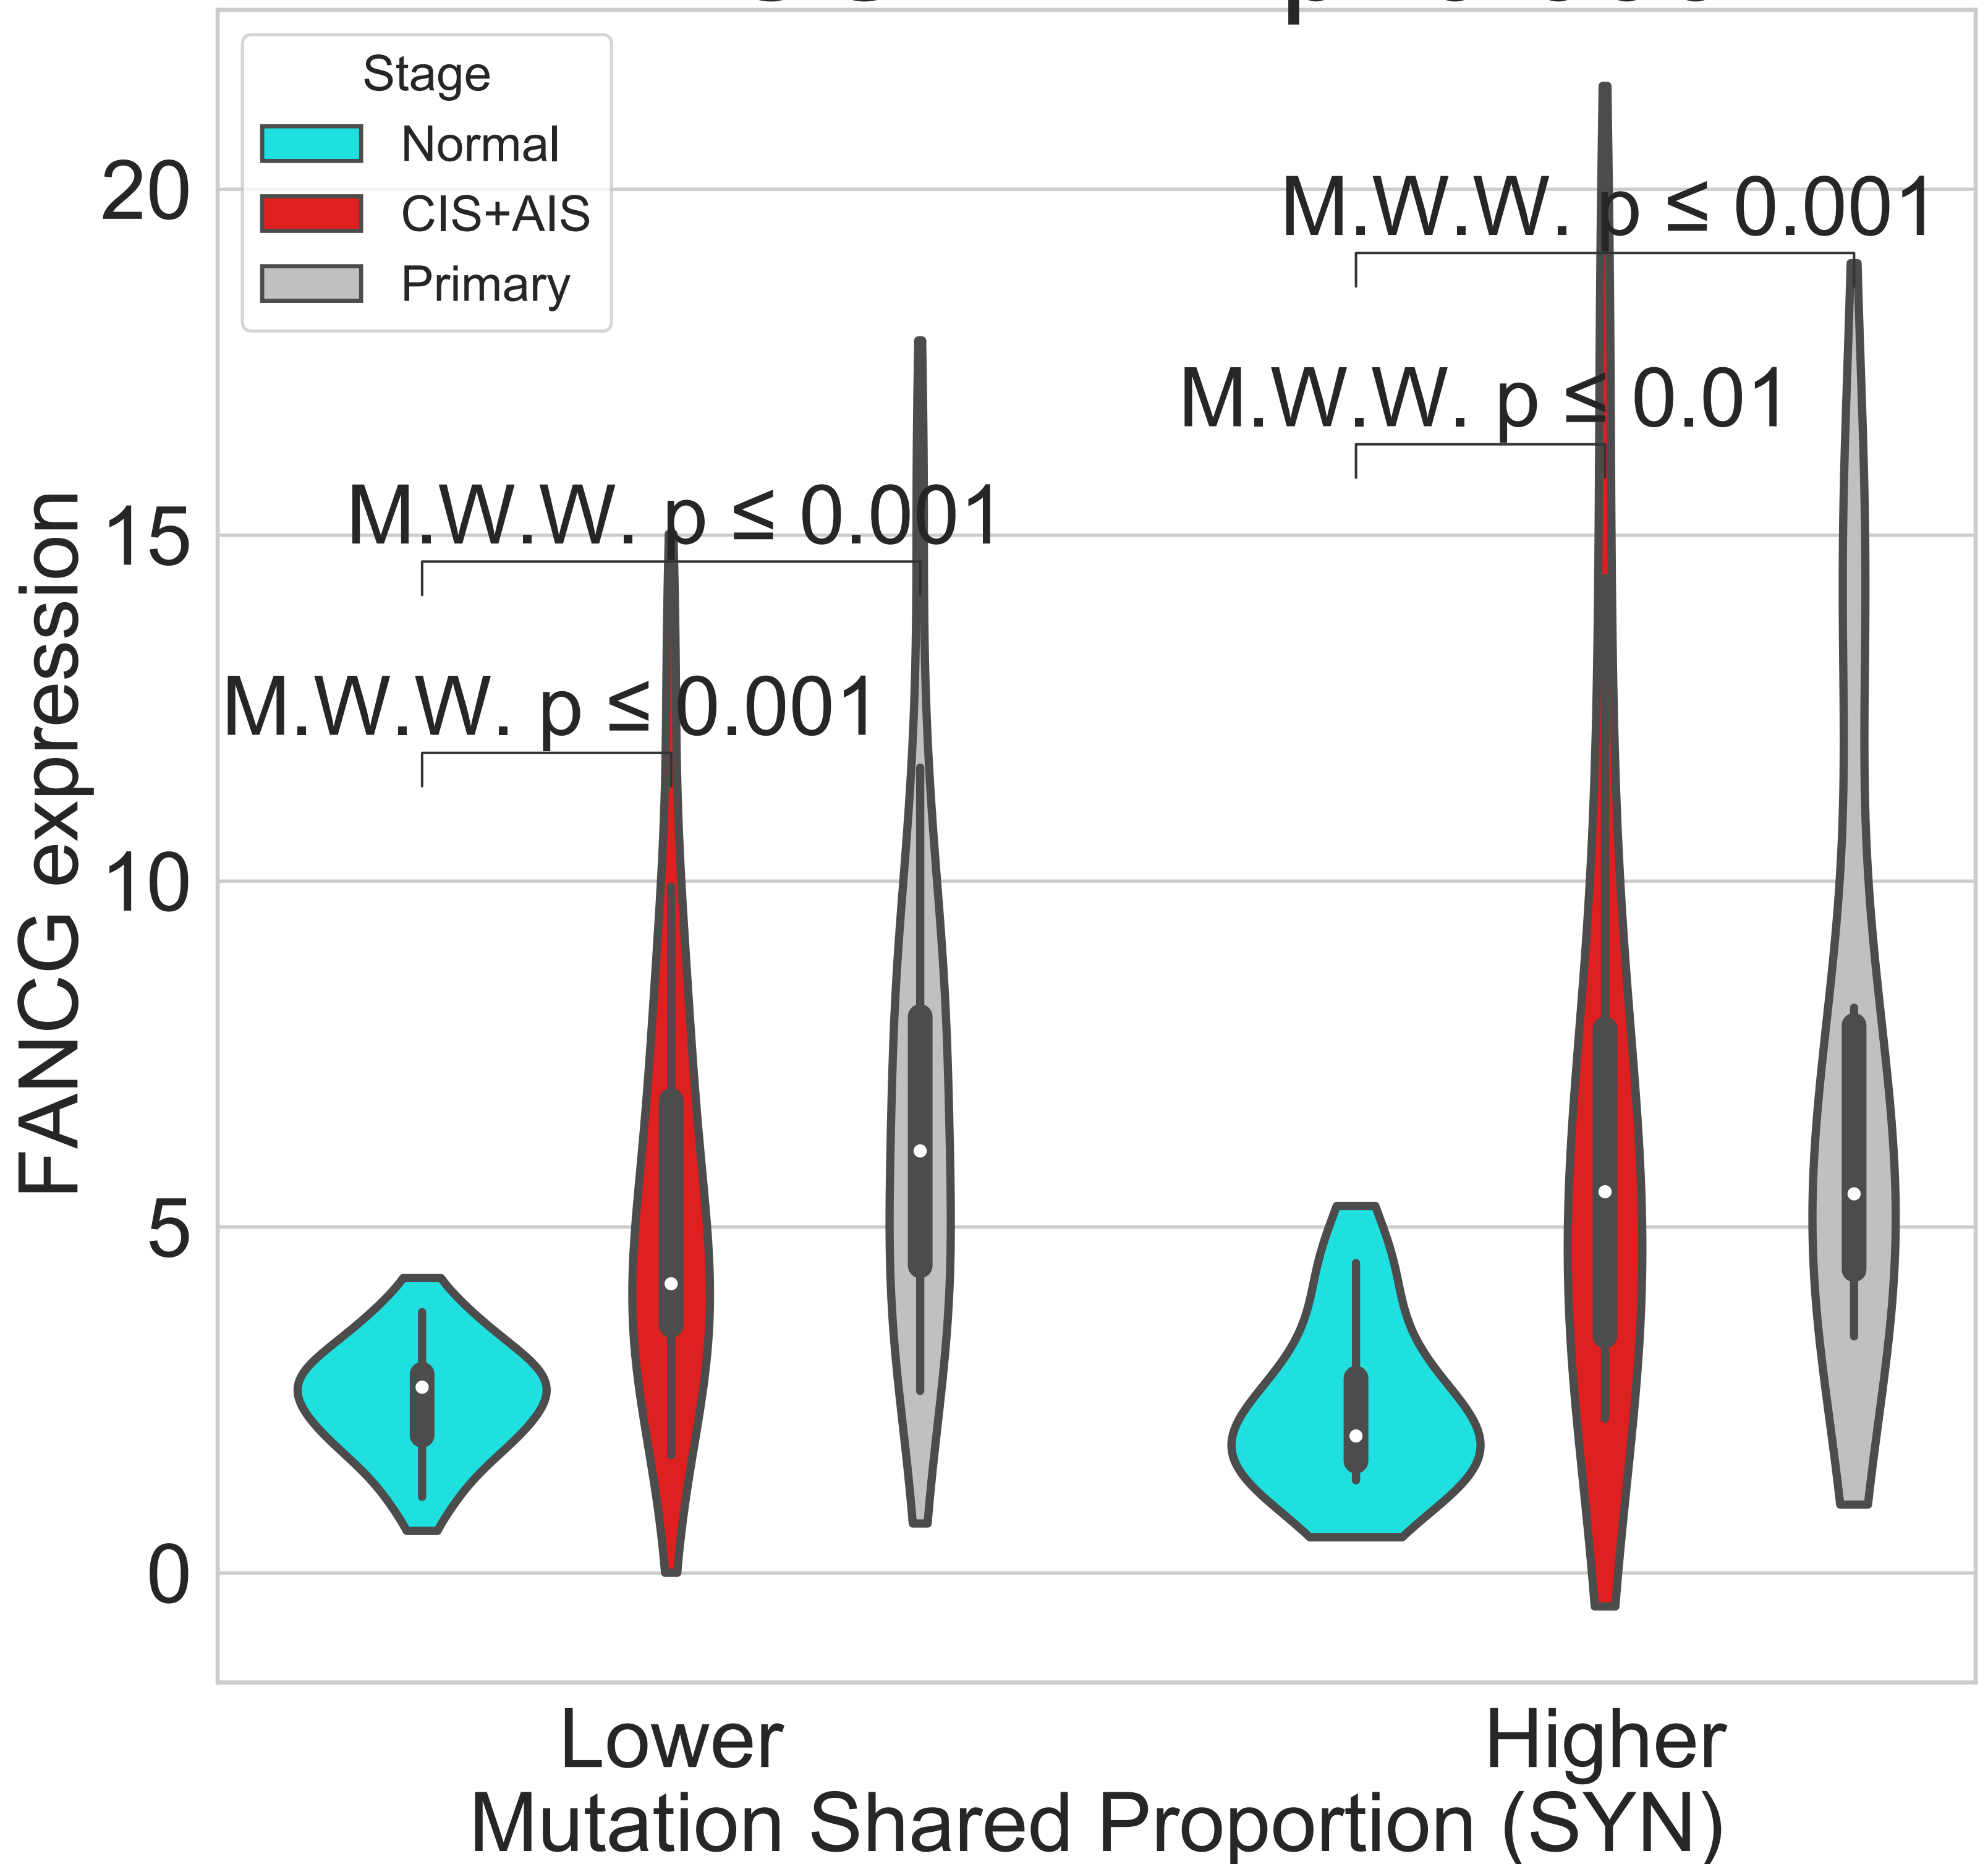 Stage
Normal
CIS+AIS
Primary
20
15
10
5
0
FANCG expression
M.W.W. p ≤ 0.001
M.W.W. p ≤ 0.01
M.W.W. p ≤ 0.001
M.W.W. p ≤ 0.001
Lower
Higher
Mutation Shared Proportion (SYN)